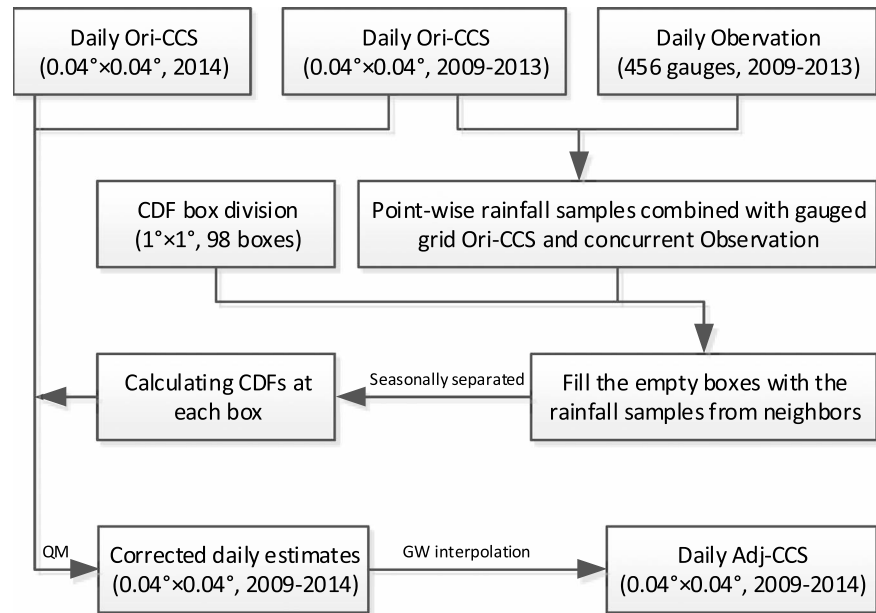 Daily Ori-CCS
(0.04°×0.04°, 2014)
Daily Ori-CCS
(0.04°×0.04°, 2009-2013)
Daily Obervation
(456 gauges, 2009-2013)
CDF box division
(1°×1°, 98 boxes)
Point-wise rainfall samples combined with gauged
grid Ori-CCS and concurrent Observation
Calculating CDFs at
each box
Seasonally separated
Fill the empty boxes with the
rainfall samples from neighbors
QM
Corrected daily estimates
(0.04°×0.04°, 2009-2014)
GW interpolation
Daily Adj-CCS
(0.04°×0.04°, 2009-2014)